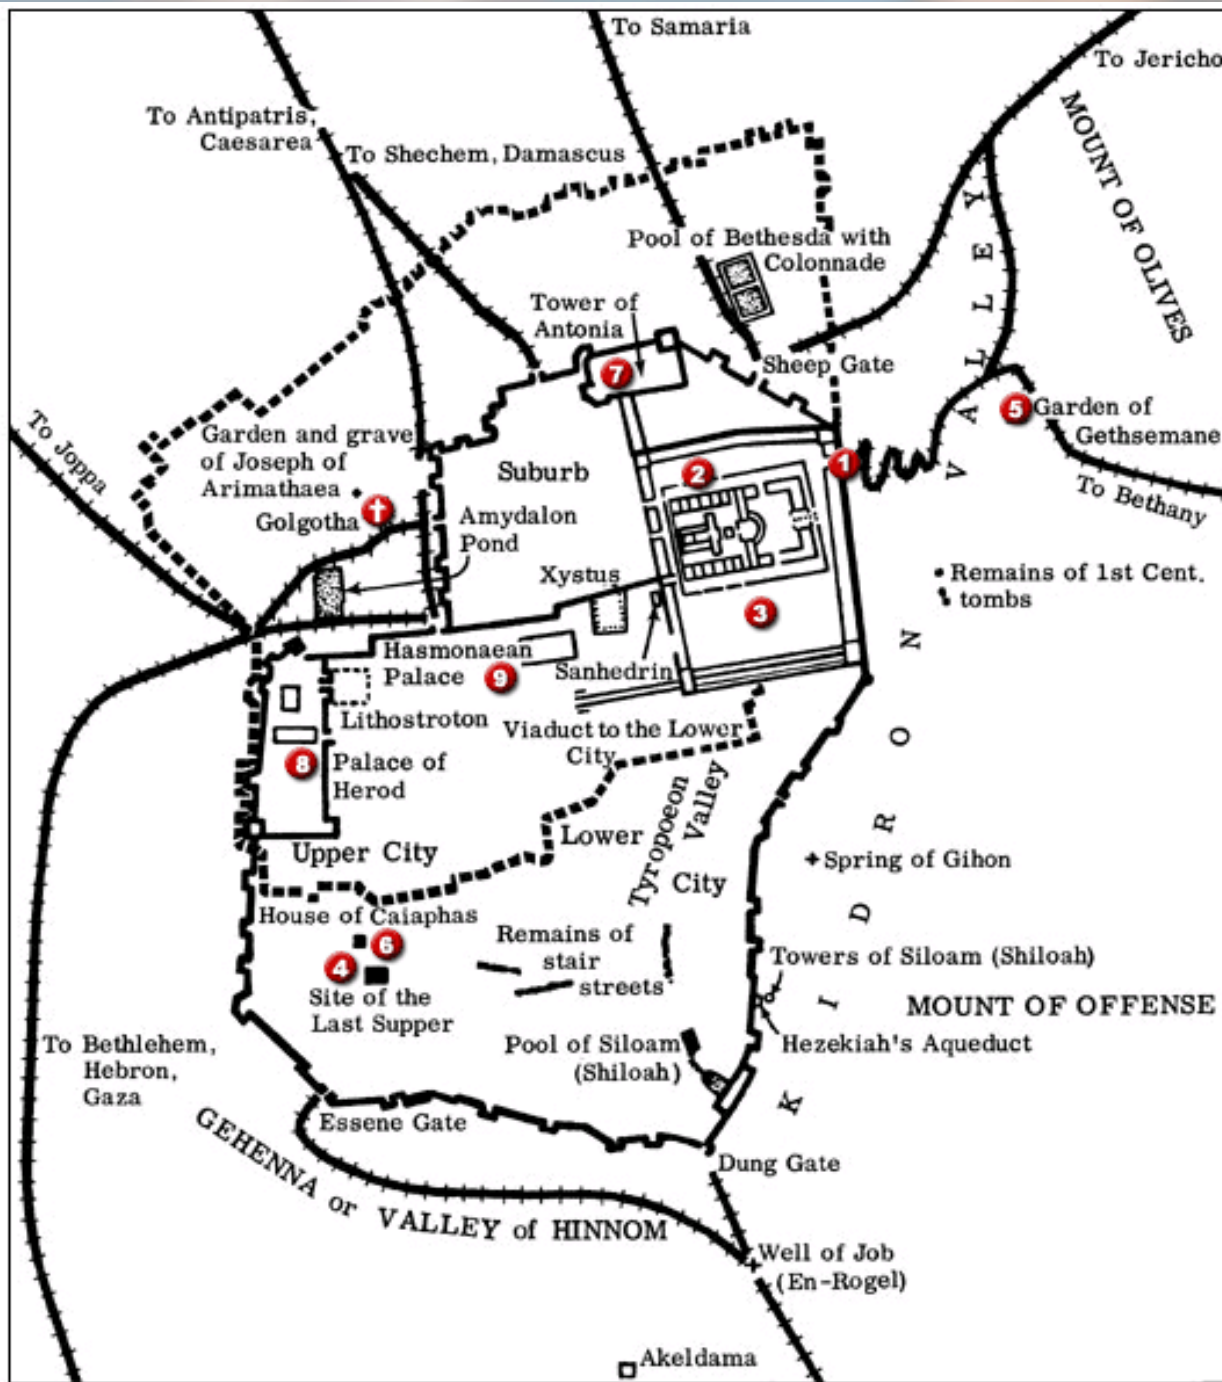 To Samaria
To Jericho
MOUNT OF OLIVES
To Antipatris,
Caesarea
To Shechem, Damascus
Pool of Bethesda with
Colonnade
Tower of
Antonia
7
Sheep Gate
5
Garden of
Gethsemane
To Joppa
Garden and grave
of Joseph of
Arimathaea
Golgotha
Suburb
2
1
To Bethany
Amydalon
Pond
Xystus
3
Remains of 1st Cent.
tombs
KIDRON VALLEY
Hasmonaean
Palace
9
Sanhedrin
Lithostroton
Viaduct to the Lower
City
8
Palace of
Herod
Tyropoeon
Valley
Upper City
Lower
City
Spring of Gihon
House of Caiaphas
6
4
Site of the
Last Supper
Remains of
stair
streets
Towers of Siloam (Shiloah)
MOUNT OF OFFENSE
Hezekiah's Aqueduct
Pool of Siloam
(Shiloah)
To Bethlehem,
Hebron,
Gaza
Essene Gate
GEHENNA or VALLEY of HINNOM
Dung Gate
Well of Job
(En-Rogel)
Akeldama